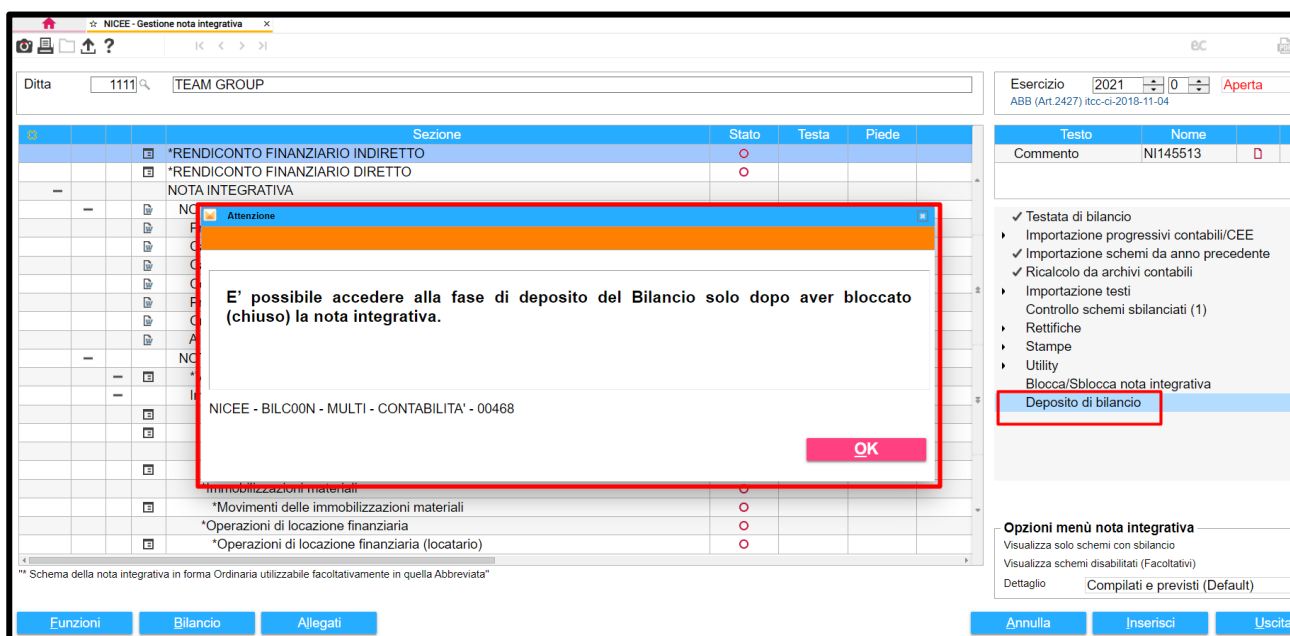 NICEE - Gestione nota integrativa ×
?
ec
Ditta 1111 TEAM GROUP
Esercizio 2021 0 Aperta
ABB (Art.2427) itcc-ci-2018-11-04
Sezione Stato Testa Piede
Testo Nome
*RENDICONTO FINANZIARIO INDIRETTO
Commento NI145513
*RENDICONTO FINANZIARIO DIRETTO
NOTA INTEGRATIVA
Attenzione
E' possibile accedere alla fase di deposito del Bilancio solo dopo aver bloccato
(chiuso) la nota integrativa.
NICEE - BILC00N - MULTI - CONTABILITA' - 00468
OK
Testata di bilancio
Importazione progressivi contabili/CEE
Importazione schemi da anno precedente
Ricalcolo da archivi contabili
Importazione testi
Controllo schemi sbilanciati (1)
Rettifiche
Stampe
Utility
Blocca/Sblocca nota integrativa
Deposito di bilancio
*Immobilizzazioni materiali
*Movimenti delle immobilizzazioni materiali
*Operazioni di locazione finanziaria
*Operazioni di locazione finanziaria (locatario)
"* Schema della nota integrativa in forma Ordinaria utilizzabile facoltativamente in quella Abbreviata"
Opzioni menù nota integrativa
Visualizza solo schemi con sbilancio
Visualizza schemi disabilitati (Facoltativi)
Dettaglio Compilati e previsti (Default)
Funzioni Bilancio Allegati Annulla Inserisci Uscita